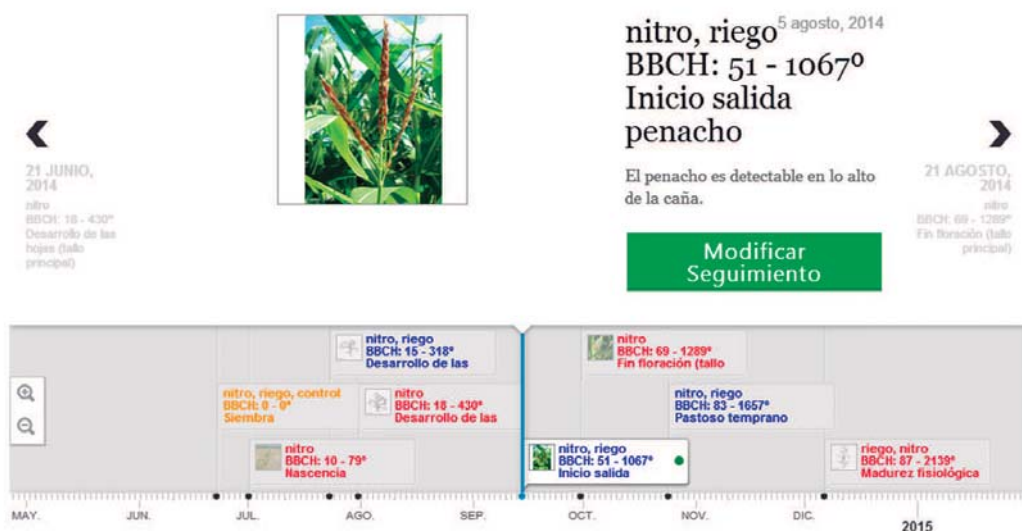 nitro, riego 5 agosto, 2014
BBCH: 51 - 1067º
Inicio salida
penacho
El penacho es detectable en lo alto
de la caña.
Modificar
Seguimiento
21 JUNIO,
2014
nitro
BBCH: 18 - 430º
Desarrollo de las
hojas (tallo
principal)
21 AGOSTO,
2014
nitro
BBCH: 69 - 1289º
Fin floración (tallo
principal)
nitro, riego
BBCH: 15 - 318º
Desarrollo de las
nitro
BBCH: 69 - 1289º
Fin floración (tallo
nitro, riego, control
BBCH: 0 - 0º
Siembra
nitro
BBCH: 18 - 430º
Desarrollo de las
nitro, riego
BBCH: 83 - 1657º
Pastoso temprano
nitro
BBCH: 10 - 79º
Nascencia
nitro, riego
BBCH: 51 - 1067º
Inicio salida
riego, nitro
BBCH: 87 - 2139º
Madurez fisiológica
MAY. JUN. JUL. AGO. SEP. OCT. NOV. DIC. 2015